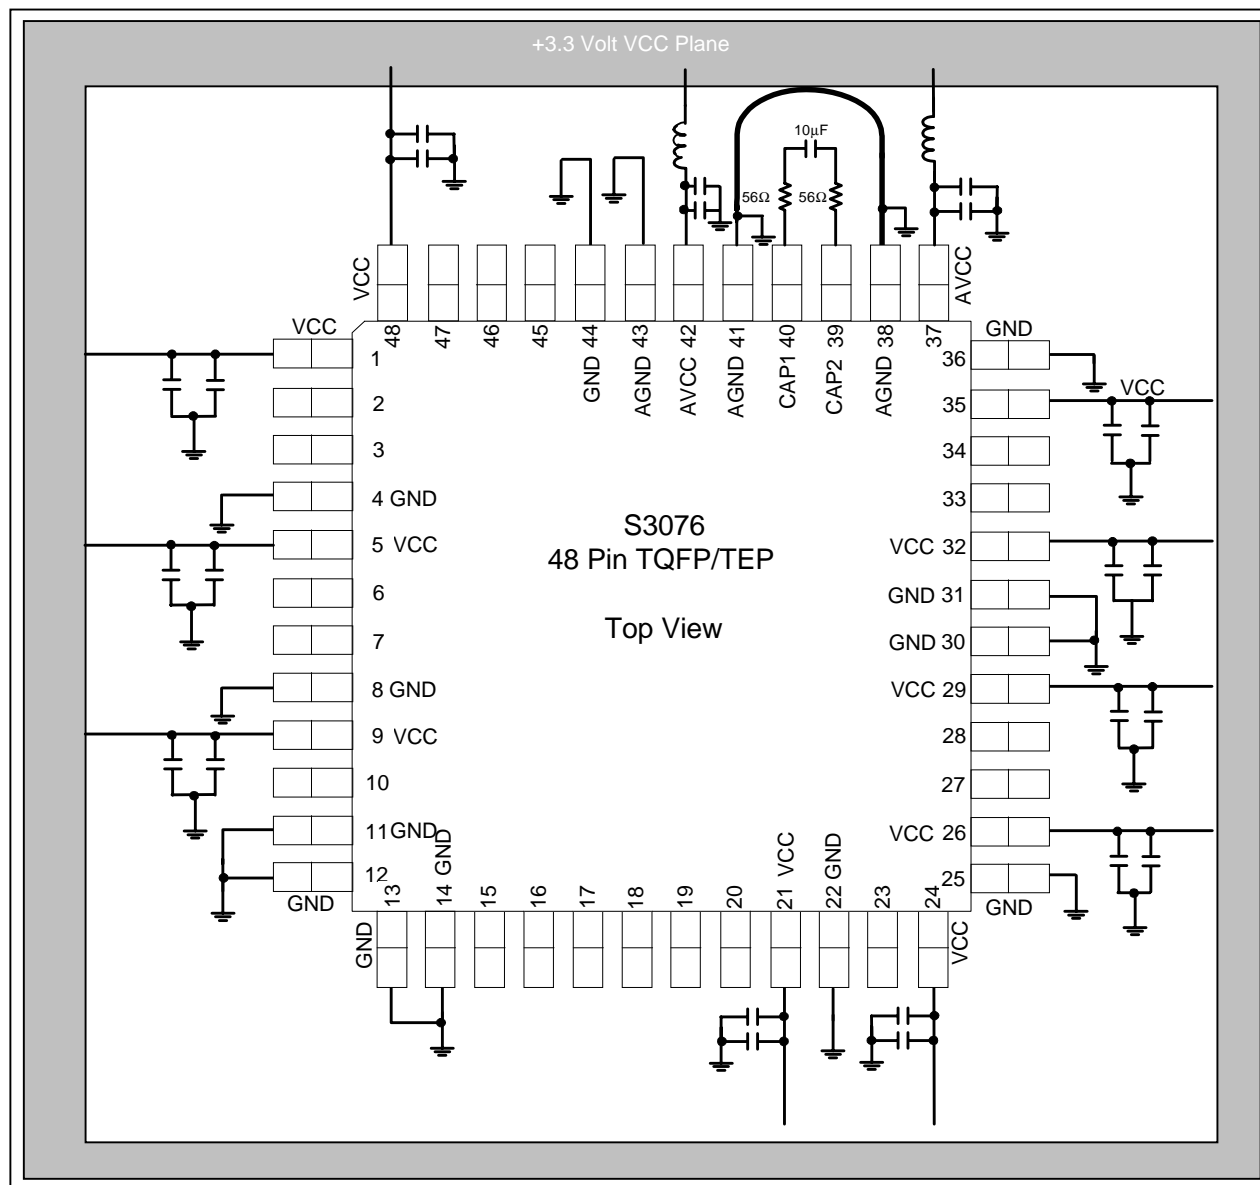 +3.3 Volt VCC Plane
10µF
56Ω 56Ω
VCC
AVCC
48 47 46 45 GND 44 AGND 43 AVCC 42 AGND 41 CAP1 40 CAP2 39 AGND 38 37
VCC
1
2
3
4 GND
5 VCC
6
7
8 GND
9 VCC
10
11 GND
12
GND
S3076
48 Pin TQFP/TEP
Top View
GND
36
VCC
35
34
33
VCC 32
GND 31
GND 30
VCC 29
28
27
VCC 26
25
GND
13 14 GND 15 16 17 18 19 20 21 VCC 22 GND 23 24
GND
VCC